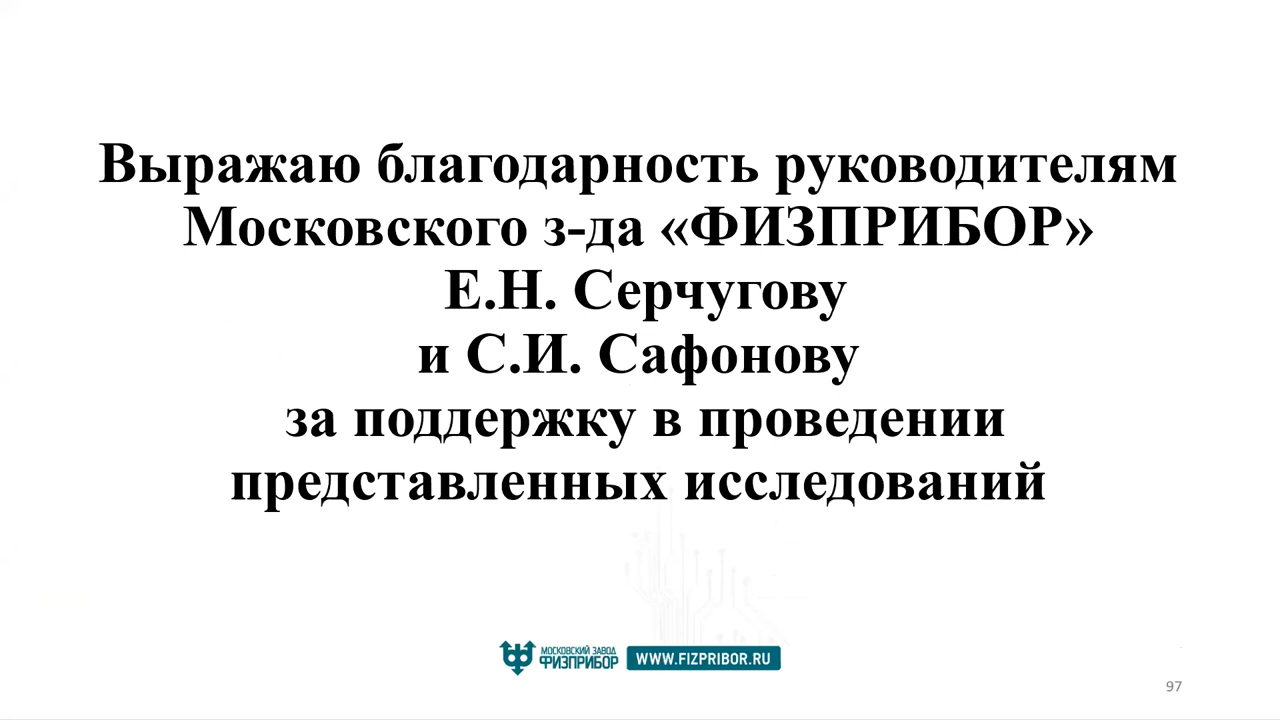 Выражаю благодарность руководителям
Московского з-да «ФИЗПРИБОР»
Е.Н. Серчугову
и С.И. Сафонову
за поддержку в проведении
представленных исследований
МОСКОВСКИЙ ЗАВОД
ФИЗПРИБОР
WWW.FIZPRIBOR.RU
97